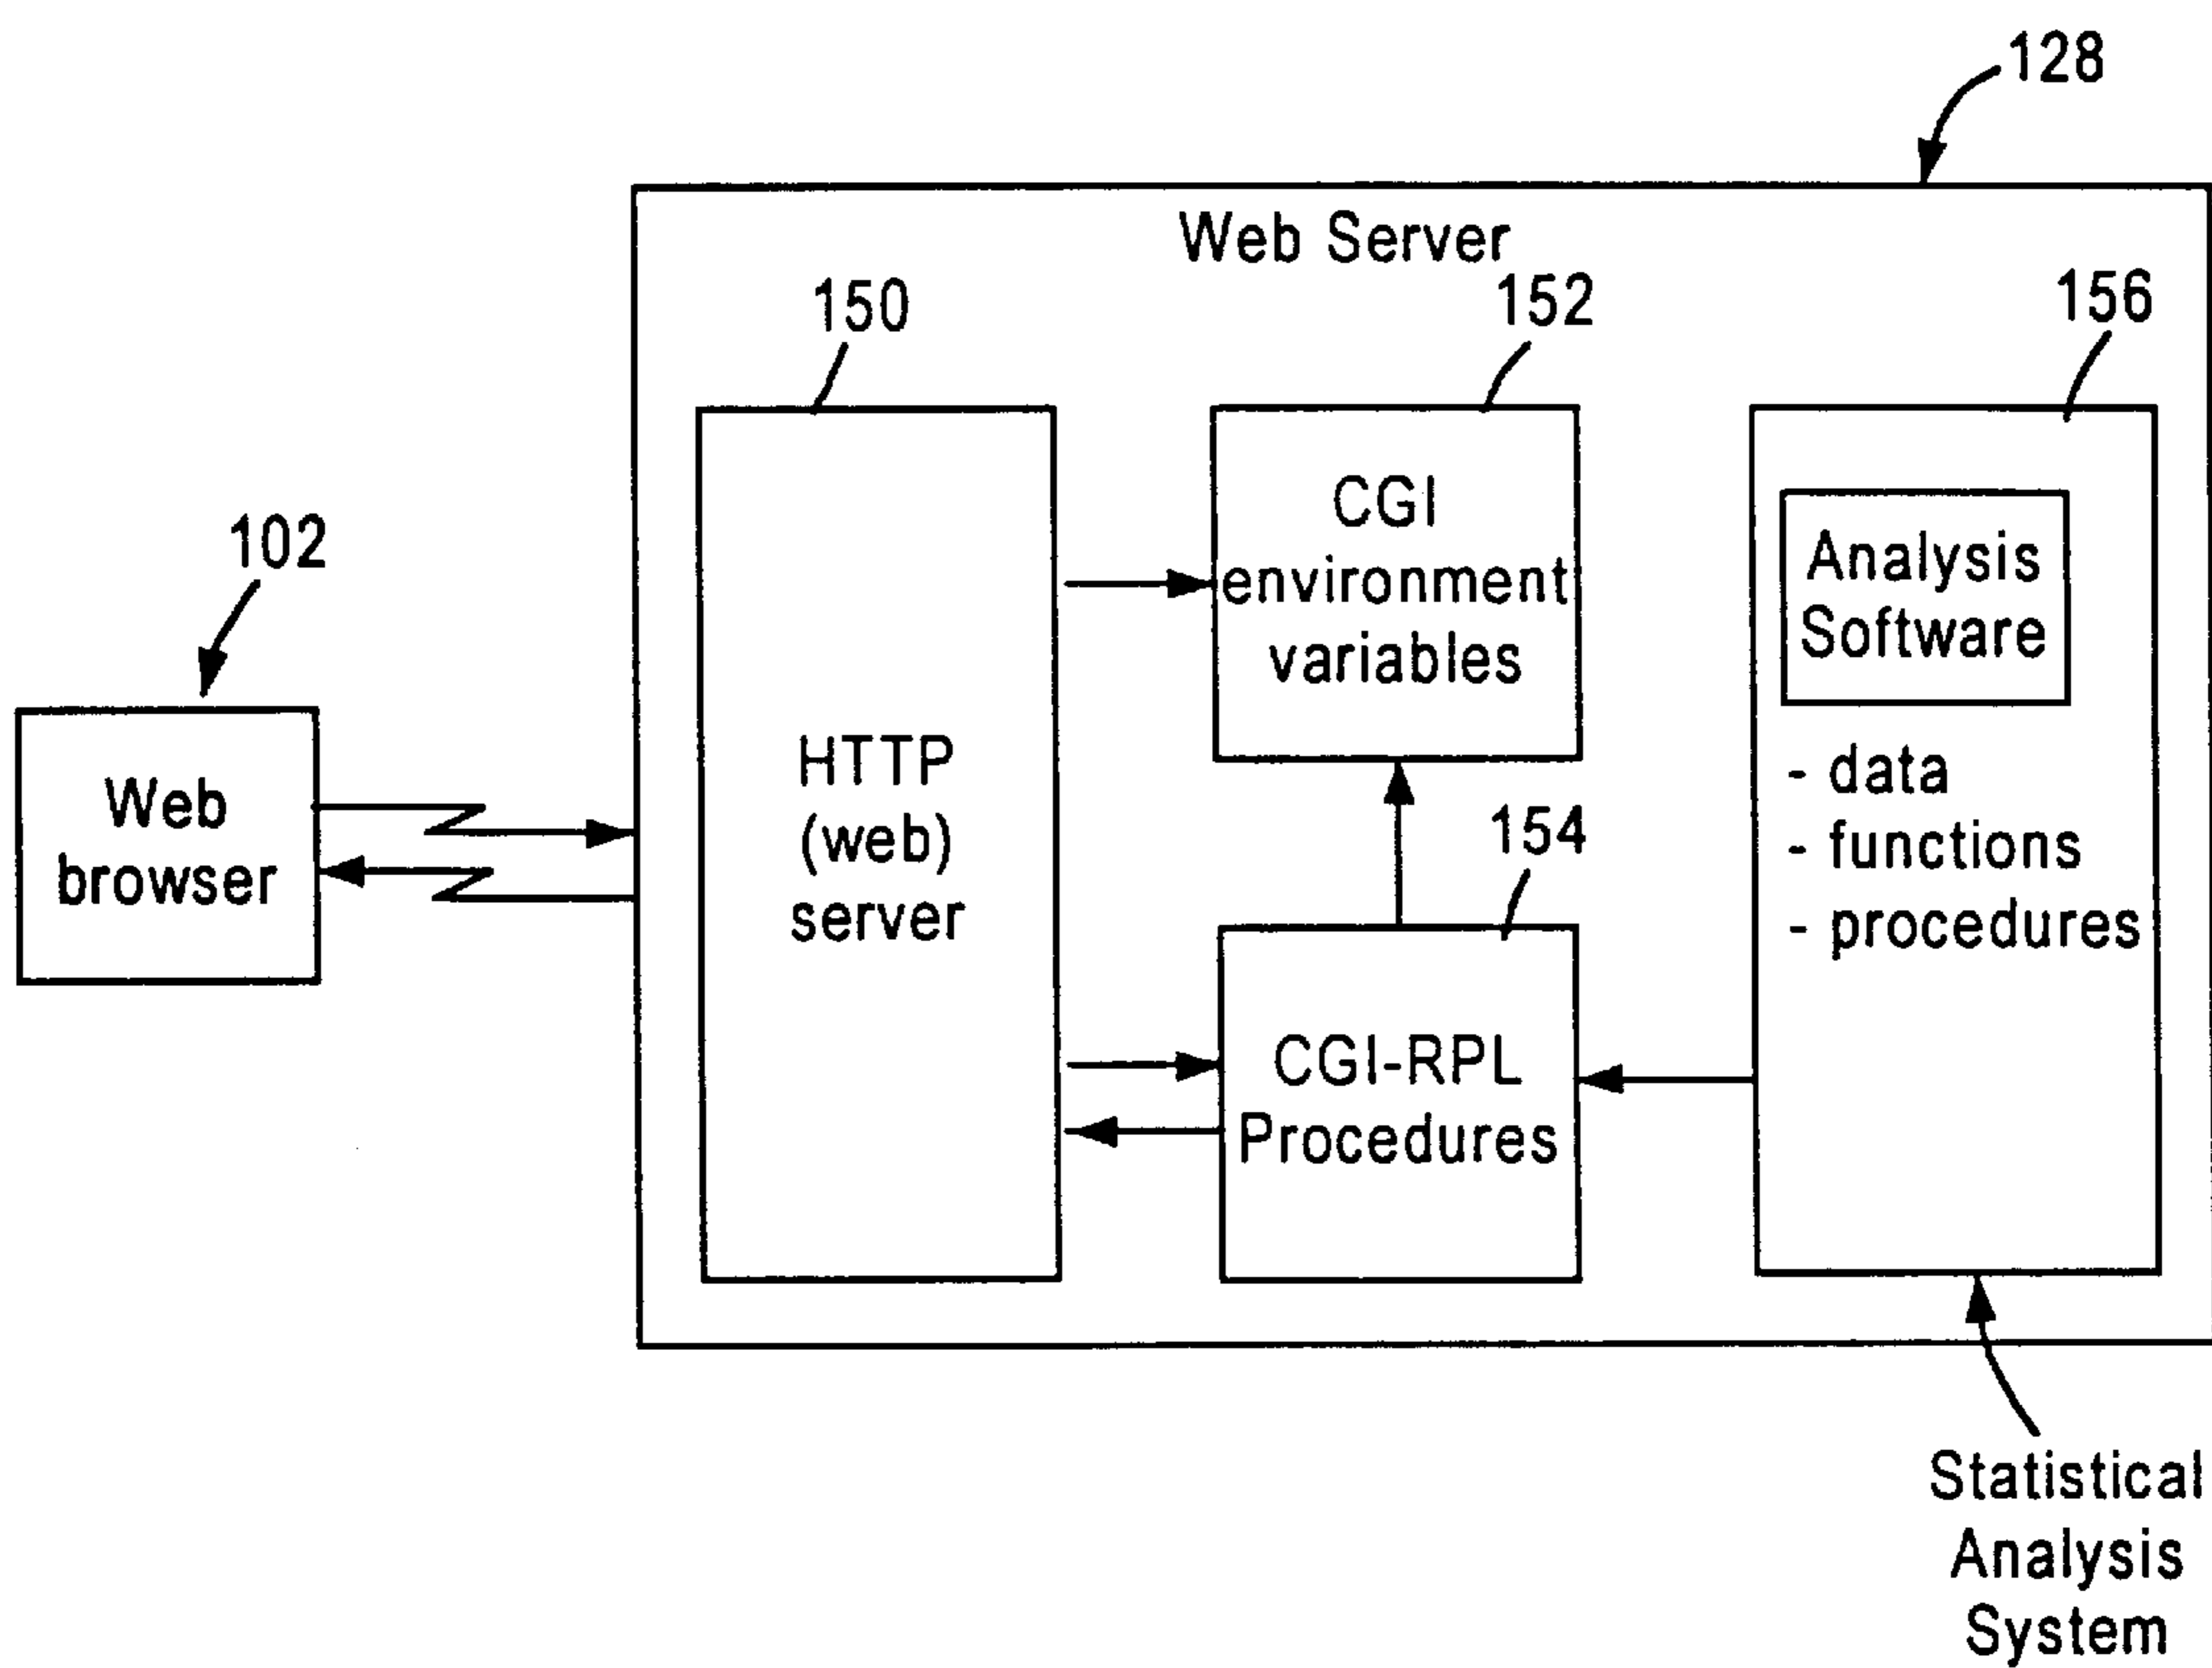 128
Web Server
150
152
156
102
Web
browser
HTTP
(web)
server
CGI
environment
variables
154
CGI-RPL
Procedures
Analysis
Software
- data
- functions
- procedures
Statistical
Analysis
System